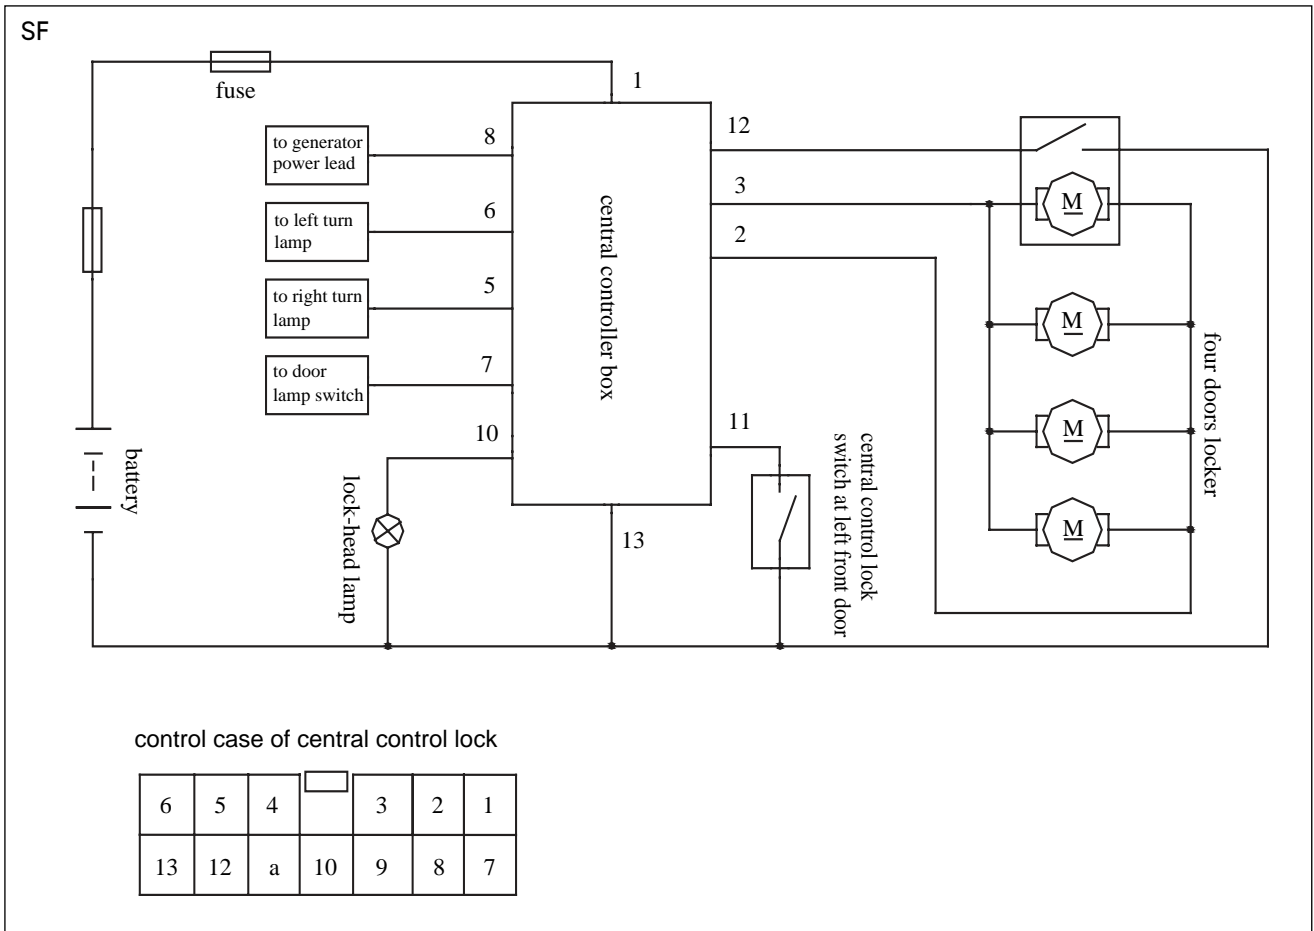 SF
fuse
1
8
to generator
power lead
6
to left turn
lamp
5
to right turn
lamp
7
to door
lamp switch
10
lock-head lamp
battery
central controller box
12
3
2
11
13
central control lock
switch at left front door
M
M
M
M
four doors locker
control case of central control lock
6 5 4 3 2 1
13 12 a 10 9 8 7